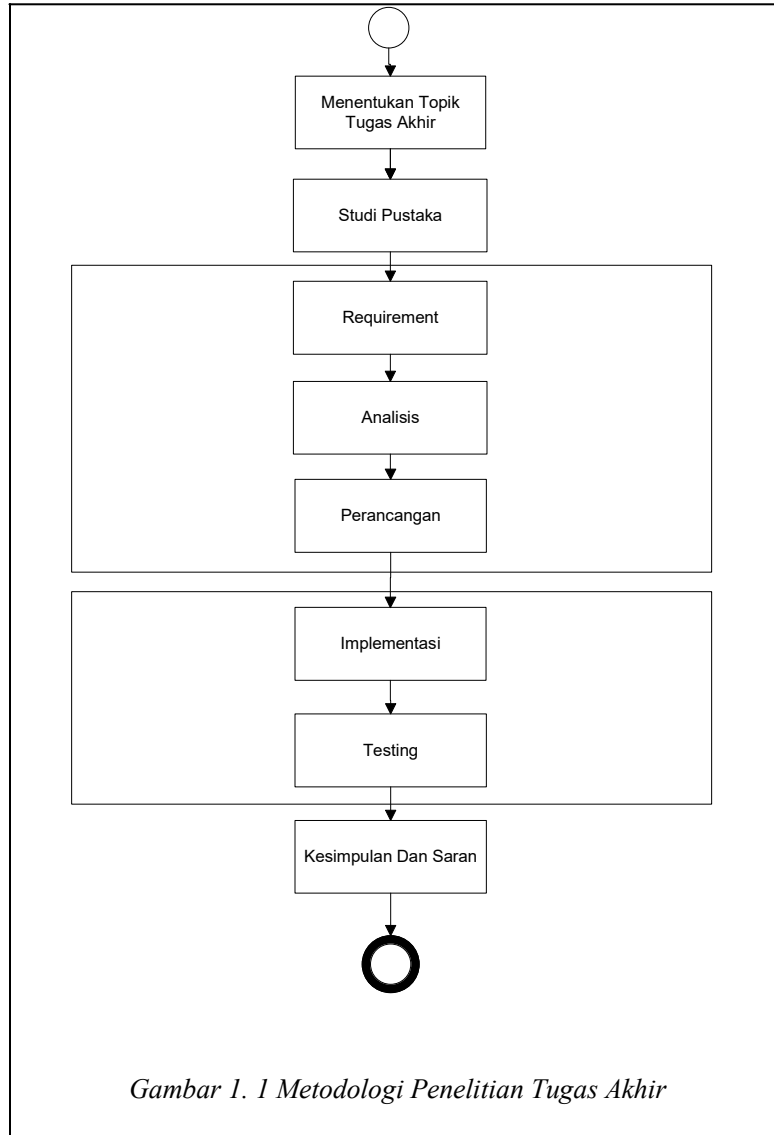 Menentukan Topik
Tugas Akhir
Studi Pustaka
Requirement
Analisis
Perancangan
Implementasi
Testing
Kesimpulan Dan Saran
Gambar 1. 1 Metodologi Penelitian Tugas Akhir